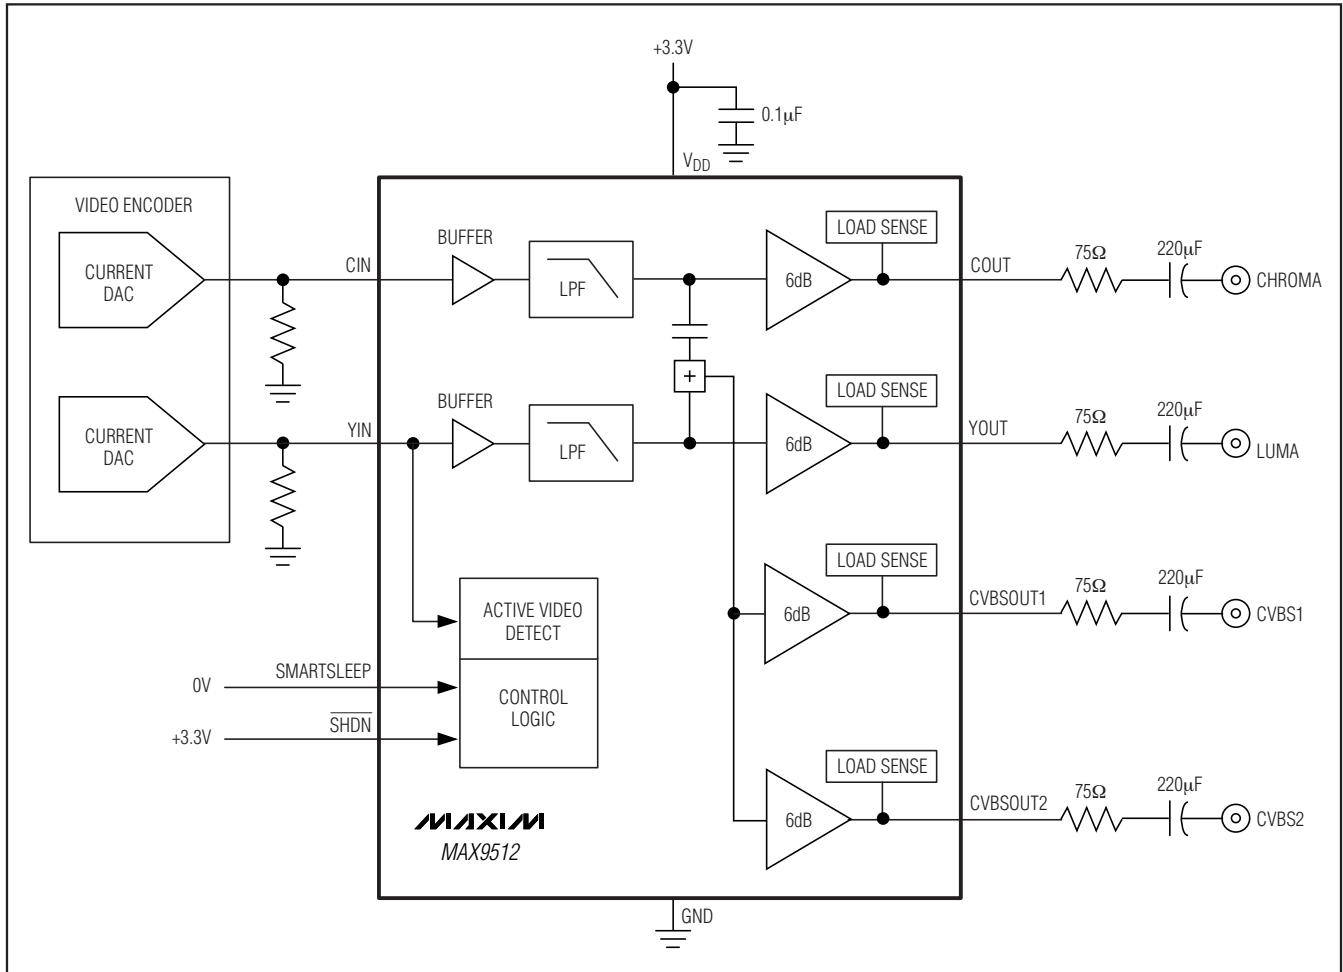 +3.3V
0.1µF
VDD
VIDEO ENCODER
CURRENT
DAC
CIN
BUFFER
LPF
6dB
LOAD SENSE
COUT
75Ω
220µF
CHROMA
+
CURRENT
DAC
YIN
BUFFER
LPF
6dB
LOAD SENSE
YOUT
75Ω
220µF
LUMA
ACTIVE VIDEO
DETECT
CONTROL
LOGIC
0V
SMARTSLEEP
+3.3V
SHDN
6dB
LOAD SENSE
CVBSOUT1
75Ω
220µF
CVBS1
6dB
LOAD SENSE
CVBSOUT2
75Ω
220µF
CVBS2
MAXIM
MAX9512
GND